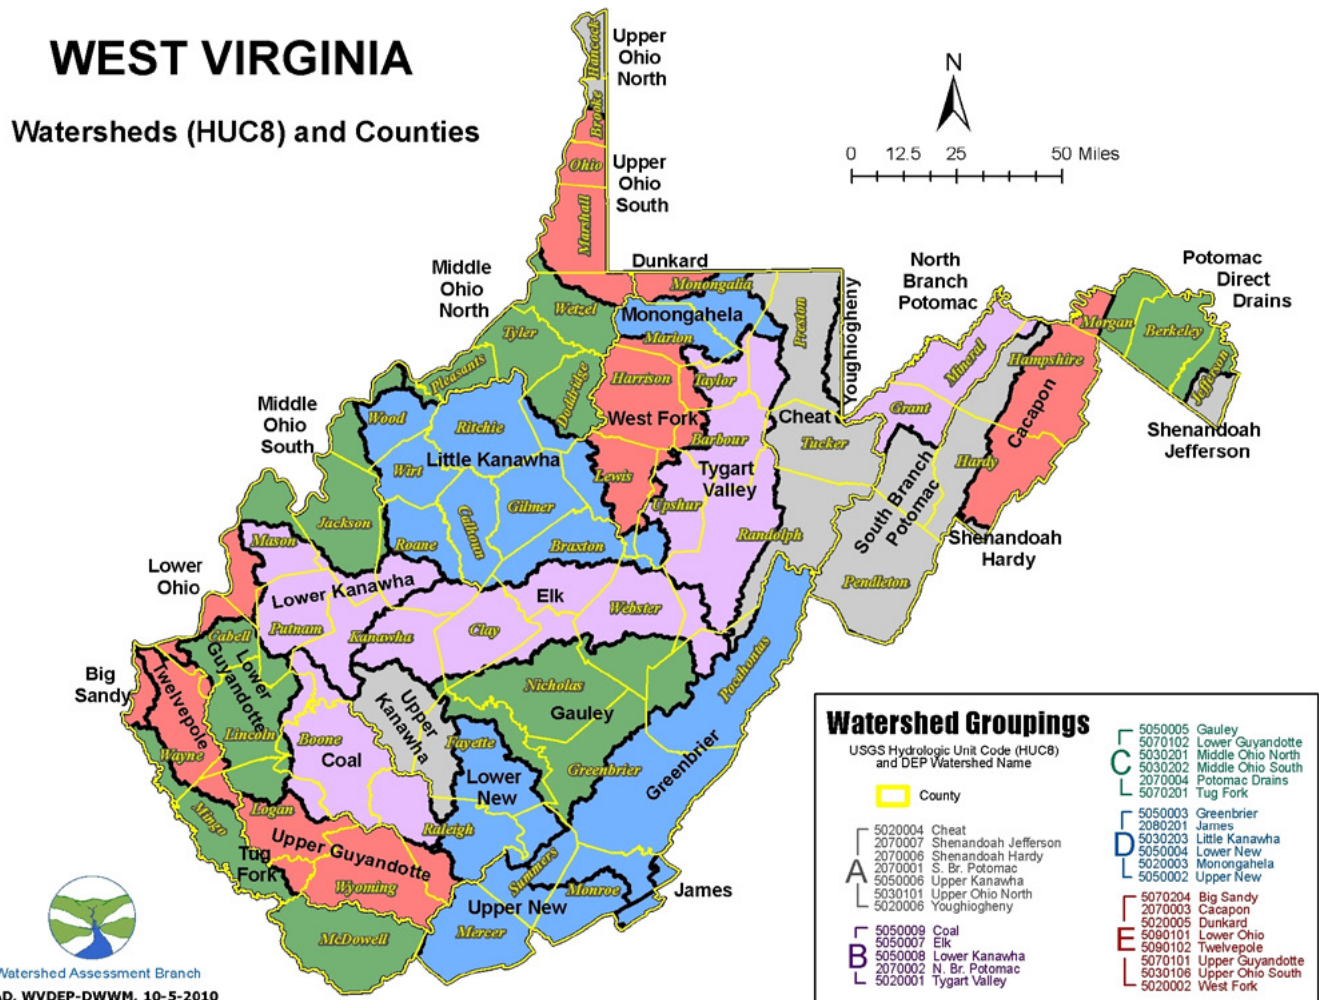 WEST VIRGINIA
Watersheds (HUC8) and Counties
N
0 12.5 25 50 Miles
Upper
Ohio
North
Hancock
Brooke
Upper
Ohio
South
Ohio
Marshall
Dunkard
Middle
Ohio
North
Monongalia
Monongahela
Marion
Wetzel
Tyler
Pleasants
Doddridge
Preston
Youghiogheny
North
Branch
Potomac
Potomac
Direct
Drains
Morgan
Berkeley
Jefferson
Shenandoah
Jefferson
Mineral
Hampshire
Grant
Cacapon
Hardy
Middle
Ohio
South
Wood
Ritchie
Little Kanawha
Wirt
Calhoun
Gilmer
Roane
Braxton
Harrison
West Fork
Taylor
Barbour
Lewis
Upshur
Tygart
Valley
Cheat
Tucker
Randolph
South Branch
Potomac
Pendleton
Shenandoah
Hardy
Jackson
Mason
Lower
Ohio
Lower Kanawha
Putnam
Kanawha
Elk
Clay
Webster
Cabell
Lower
Guyandotte
Big
Sandy
Twelvepole
Wayne
Lincoln
Boone
Coal
Upper
Kanawha
Nicholas
Gauley
Pocahontas
Fayette
Lower
New
Greenbrier
Greenbrier
Mingo
Logan
Tug
Fork
Upper Guyandotte
Wyoming
Raleigh
Summers
Monroe
James
Upper New
Mercer
McDowell
Watershed Groupings
USGS Hydrologic Unit Code (HUC8)
and DEP Watershed Name
County
A
5020004 Cheat
2070007 Shenandoah Jefferson
2070006 Shenandoah Hardy
2070001 S. Br. Potomac
5050006 Upper Kanawha
5030101 Upper Ohio North
5020006 Youghiogheny
B
5050009 Coal
5050007 Elk
5050008 Lower Kanawha
2070002 N. Br. Potomac
5020001 Tygart Valley
C
5050005 Gauley
5070102 Lower Guyandotte
5030201 Middle Ohio North
5030202 Middle Ohio South
2070004 Potomac Drains
5070201 Tug Fork
D
5050003 Greenbrier
2080201 James
5030203 Little Kanawha
5050004 Lower New
5020003 Monongahela
5050002 Upper New
E
5070204 Big Sandy
2070003 Cacapon
5020005 Dunkard
5090101 Lower Ohio
5090102 Twelvepole
5070101 Upper Guyandotte
5030106 Upper Ohio South
5020002 West Fork
Watershed Assessment Branch
AD, WVDEP-DWWM, 10-5-2010